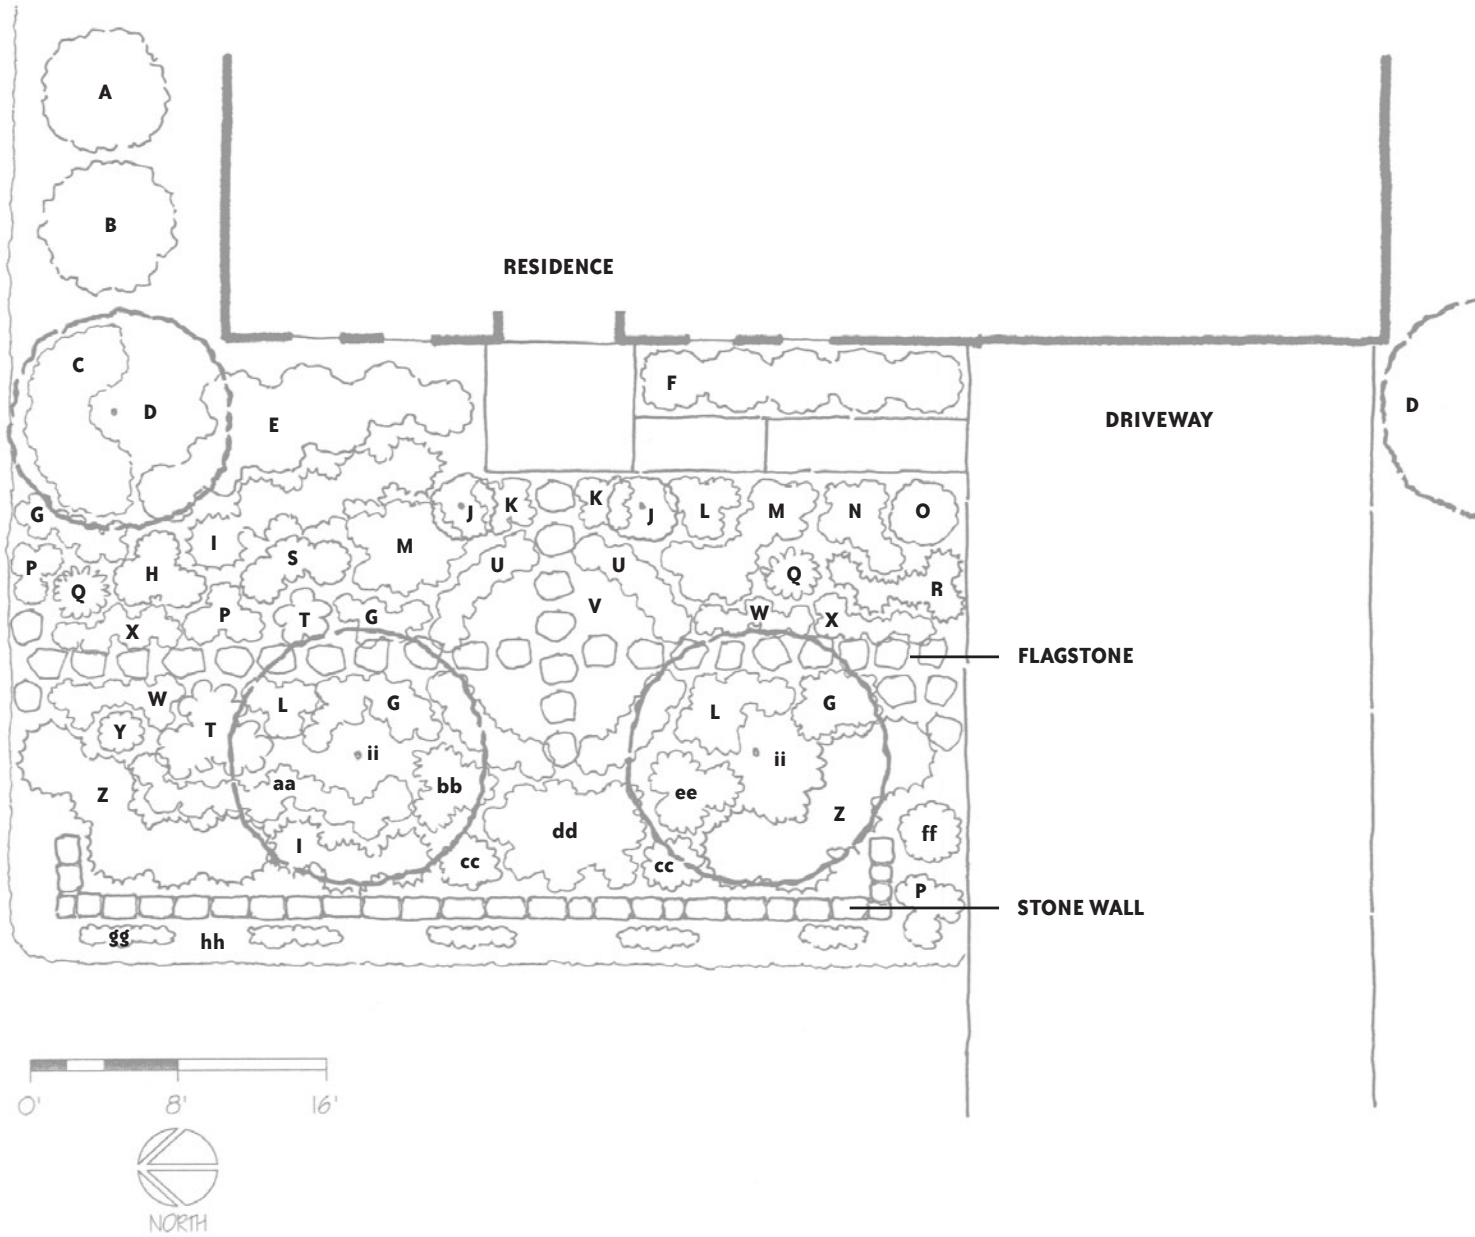 A
B
RESIDENCE
C
D
E
F
DRIVEWAY
D
G
J
K
K
J
L
M
N
O
I
S
M
U
U
P
Q
H
Q
R
P
T
G
V
W
X
X
FLAGSTONE
W
L
G
L
G
Y
T
ii
ii
Z
aa
bb
ee
Z
I
dd
ff
cc
cc
P
STONE WALL
gg
hh
0'
8'
16'
NORTH